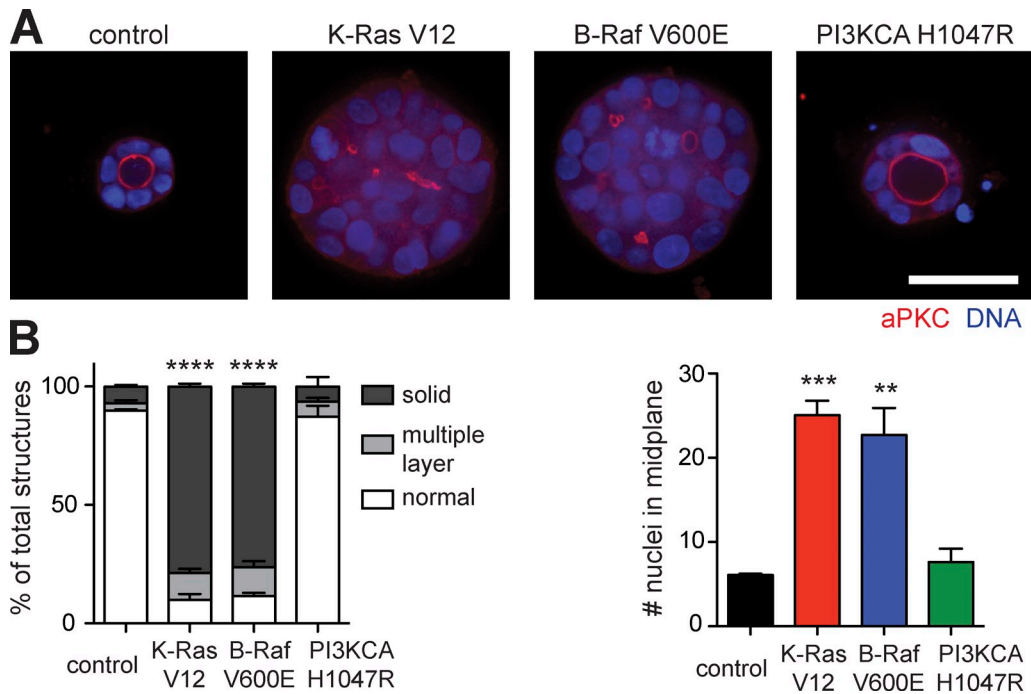 A
control
K-Ras V12
B-Raf V600E
PI3KCA H1047R
aPKC DNA
B
% of total structures
100
50
0
****
****
solid
multiple
layer
normal
control
K-Ras
V12
B-Raf
V600E
PI3KCA
H1047R
# nuclei in midplane
30
20
10
0
***
**
control
K-Ras
V12
B-Raf
V600E
PI3KCA
H1047R